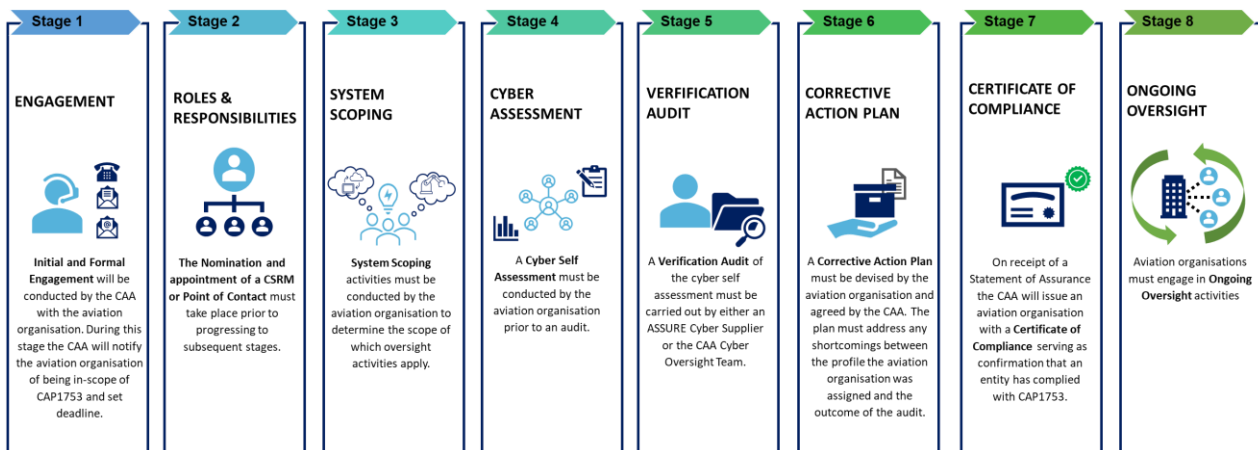 Stage 1
ENGAGEMENT
Initial and Formal
Engagement will be
conducted by the CAA
with the aviation
organisation. During this
stage the CAA will notify
the aviation organisation
of being in-scope of
CAP1753 and set
deadline.
Stage 2
ROLES &
RESPONSIBILITIES
The Nomination and
appointment of a CSRM
or Point of Contact must
take place prior to
progressing to
subsequent stages.
Stage 3
SYSTEM
SCOPING
System Scoping
activities must be
conducted by the
aviation organisation to
determine the scope of
which oversight
activities apply.
Stage 4
CYBER
ASSESSMENT
A Cyber Self
Assessment must be
conducted by the
aviation organisation
prior to an audit.
Stage 5
VERFIFICATION
AUDIT
A Verification Audit of
the cyber self
assessment must be
carried out by either an
ASSURE Cyber Supplier
or the CAA Cyber
Oversight Team.
Stage 6
CORRECTIVE
ACTION PLAN
A Corrective Action Plan
must be devised by the
aviation organisation and
agreed by the CAA. The
plan must address any
shortcomings between
the profile the aviation
organisation was
assigned and the
outcome of the audit.
Stage 7
CERTIFICATE OF
COMPLIANCE
On receipt of a
Statement of Assurance
the CAA will issue an
aviation organisation
with a Certificate of
Compliance serving as
confirmation that an
entity has complied
with CAP1753.
Stage 8
ONGOING
OVERSIGHT
Aviation organisations
must engage in Ongoing
Oversight activities